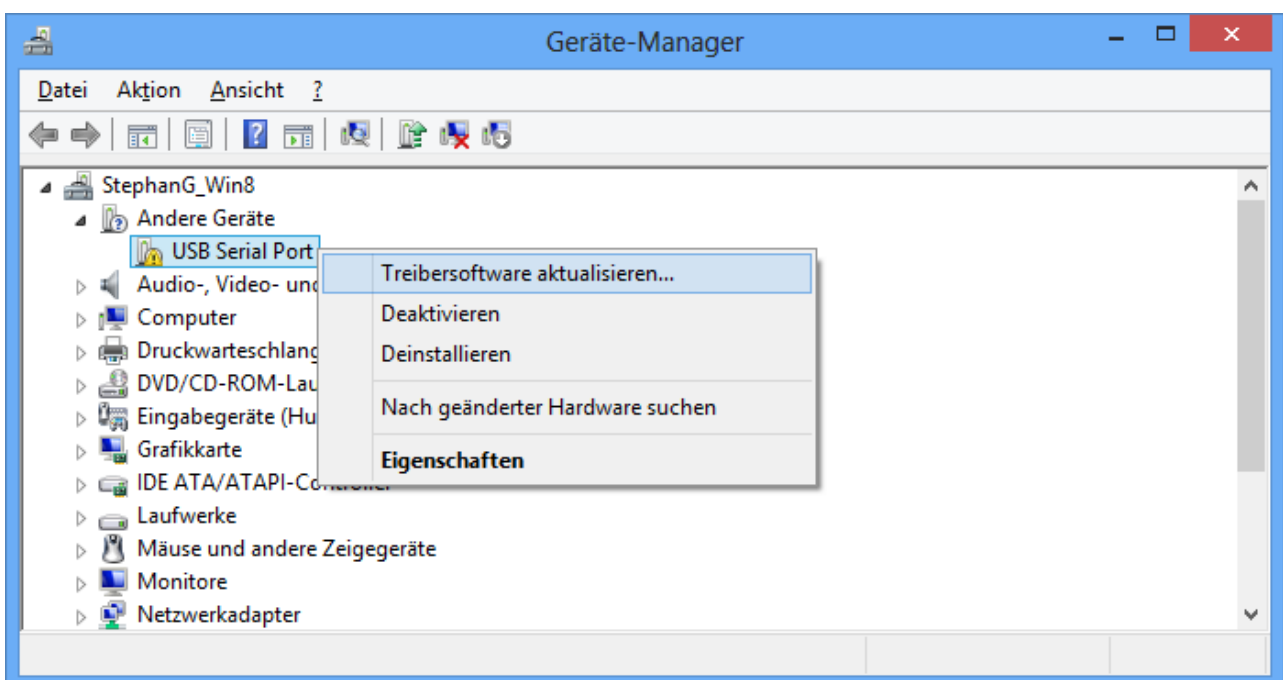 Geräte-Manager
Datei Aktion Ansicht ?
StephanG_Win8
Andere Geräte
USB Serial Port
Treibersoftware aktualisieren...
Audio-, Video- und
Deaktivieren
Computer
Druckwarteschlang
Deinstallieren
DVD/CD-ROM-Lau
Nach geänderter Hardware suchen
Eingabegeräte (Hu
Grafikkarte
Eigenschaften
IDE ATA/ATAPI-Controller
Laufwerke
Mäuse und andere Zeigegeräte
Monitore
Netzwerkadapter